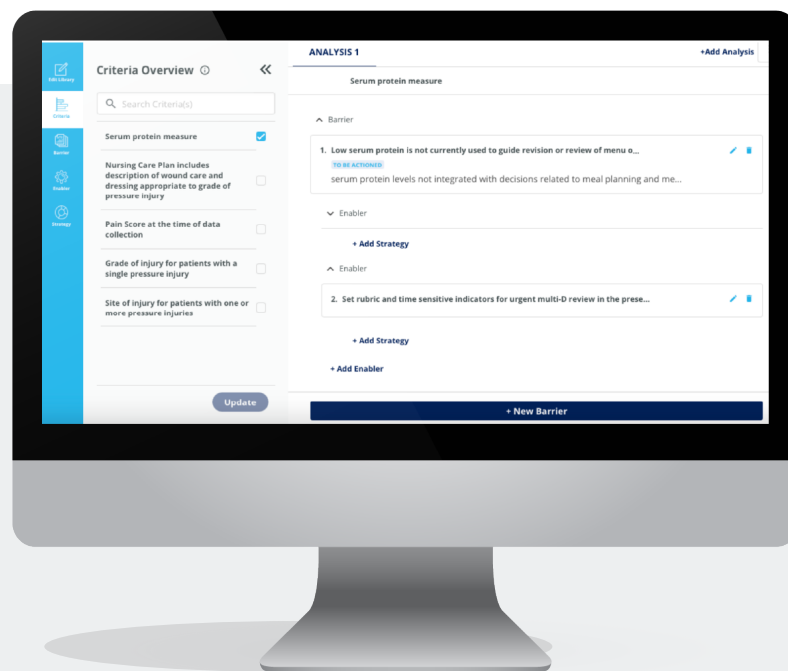 EBI Library
Criteria
Barrier
Enabler
Strategy
Criteria Overview
Search Criteria(s)
Serum protein measure
Nursing Care Plan includes
description of wound care and
dressing appropriate to grade of
pressure injury
Pain Score at the time of data
collection
Grade of injury for patients with a
single pressure injury
Site of injury for patients with one or
more pressure injuries
Update
ANALYSIS 1
+Add Analysis
Serum protein measure
Barrier
1. Low serum protein is not currently used to guide revision or review of menu o...
TO BE ACTIONED
serum protein levels not integrated with decisions related to meal planning and me...
Enabler
+ Add Strategy
Enabler
2. Set rubric and time sensitive indicators for urgent multi-D review in the prese...
+ Add Strategy
+ Add Enabler
+ New Barrier